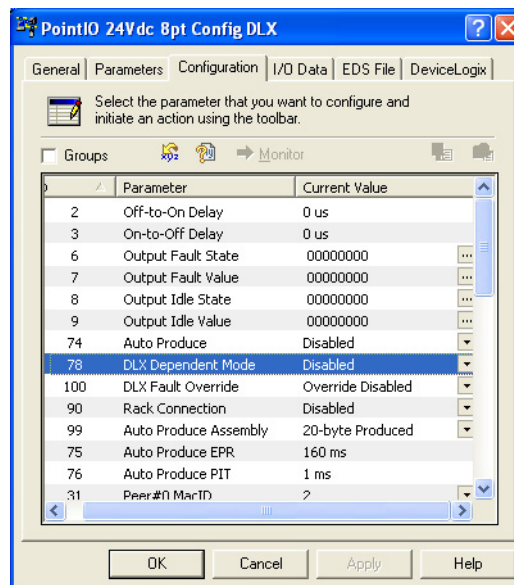 PointIO 24Vdc 8pt Config DLX
General Parameters Configuration I/O Data EDS File DeviceLogix
Select the parameter that you want to configure and
initiate an action using the toolbar.
Groups Monitor
Parameter Current Value
2 Off-to-On Delay 0 us
3 On-to-Off Delay 0 us
6 Output Fault State 00000000 ...
7 Output Fault Value 00000000 ...
8 Output Idle State 00000000 ...
9 Output Idle Value 00000000 ...
74 Auto Produce Disabled
78 DLX Dependent Mode Disabled
100 DLX Fault Override Override Disabled
90 Rack Connection Disabled
99 Auto Produce Assembly 20-byte Produced
75 Auto Produce EPR 160 ms
76 Auto Produce PIT 1 ms
31 Peer#0 MacID 2
OK Cancel Apply Help